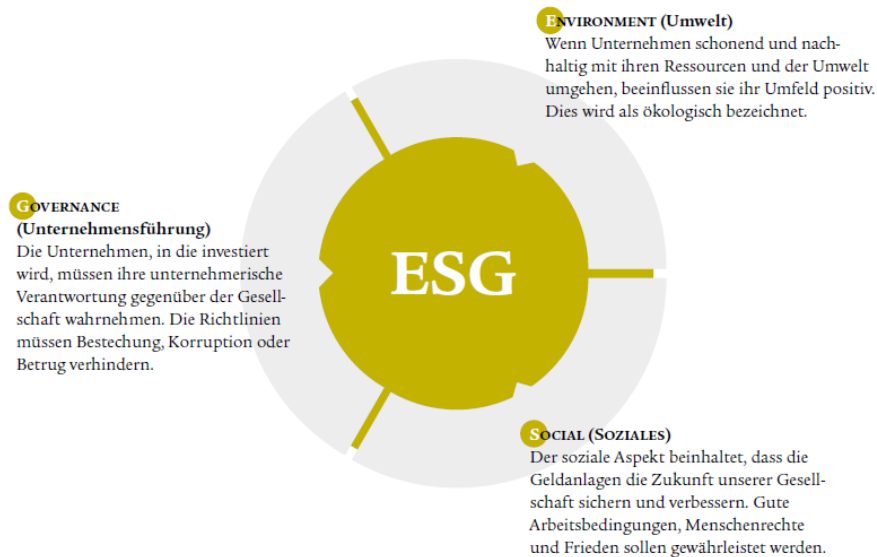 ENVIRONMENT (Umwelt)
Wenn Unternehmen schonend und nach-
haltig mit ihren Ressourcen und der Umwelt
umgehen, beeinflussen sie ihr Umfeld positiv.
Dies wird als ökologisch bezeichnet.
GOVERNANCE
(Unternehmensführung)
Die Unternehmen, in die investiert
wird, müssen ihre unternehmerische
Verantwortung gegenüber der Gesell-
schaft wahrnehmen. Die Richtlinien
müssen Bestechung, Korruption oder
Betrug verhindern.
ESG
SOCIAL (SOZIALES)
Der soziale Aspekt beinhaltet, dass die
Geldanlagen die Zukunft unserer Gesell-
schaft sichern und verbessern. Gute
Arbeitsbedingungen, Menschenrechte
und Frieden sollen gewährleistet werden.